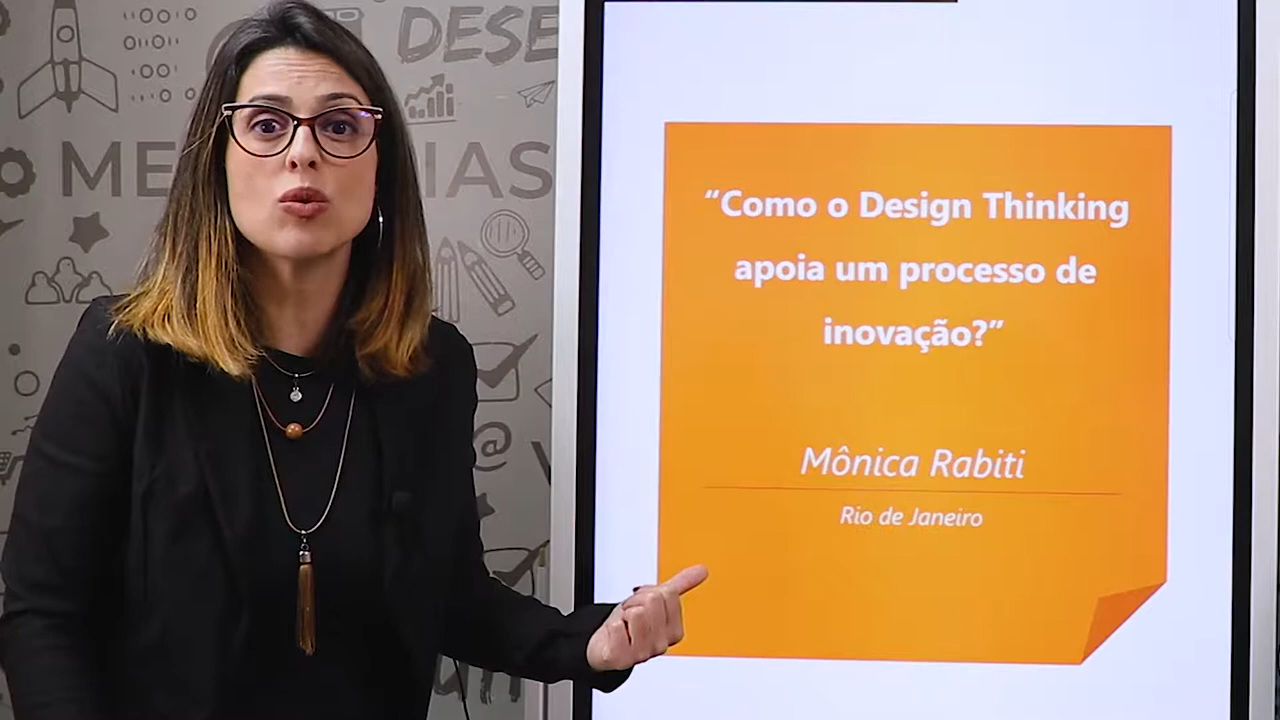 DESE
ME IAS
“Como o Design Thinking
apoia um processo de
inovação?”
Mônica Rabiti
Rio de Janeiro
@